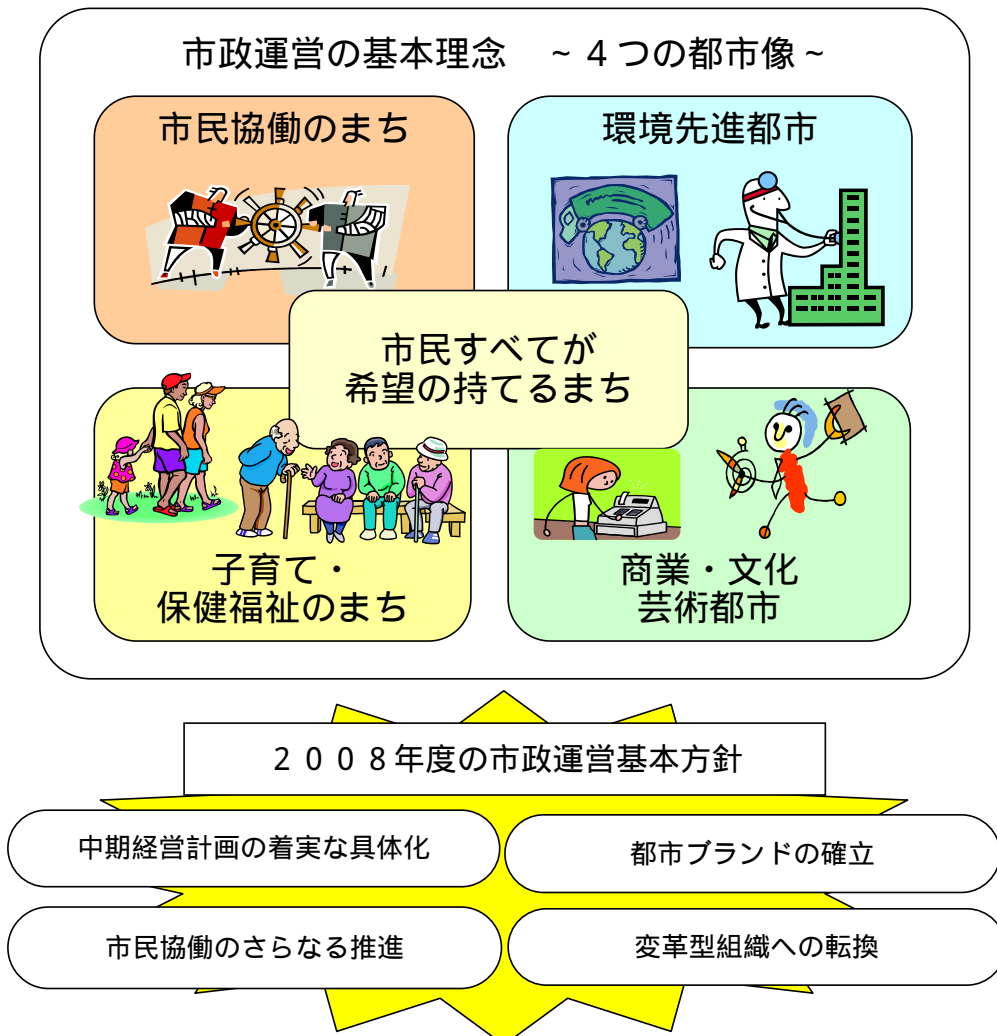 市政運営の基本理念　~４つの都市像~
市民協働のまち
環境先進都市
市民すべてが
希望の持てるまち
子育て・
保健福祉のまち
商業・文化
芸術都市
２００８年度の市政運営基本方針
中期経営計画の着実な具体化
都市ブランドの確立
市民協働のさらなる推進
変革型組織への転換